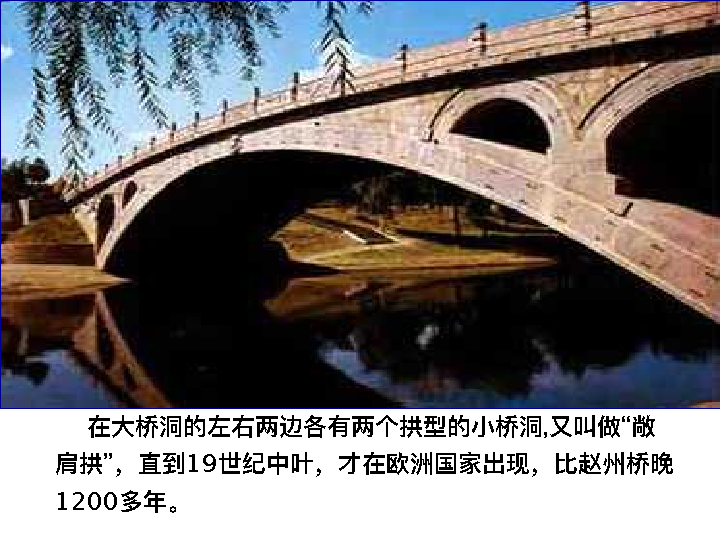 在大桥洞的左右两边各有两个拱型的小桥洞,又叫做“敞
肩拱”，直到19世纪中叶，才在欧洲国家出现，比赵州桥晚
1200多年。